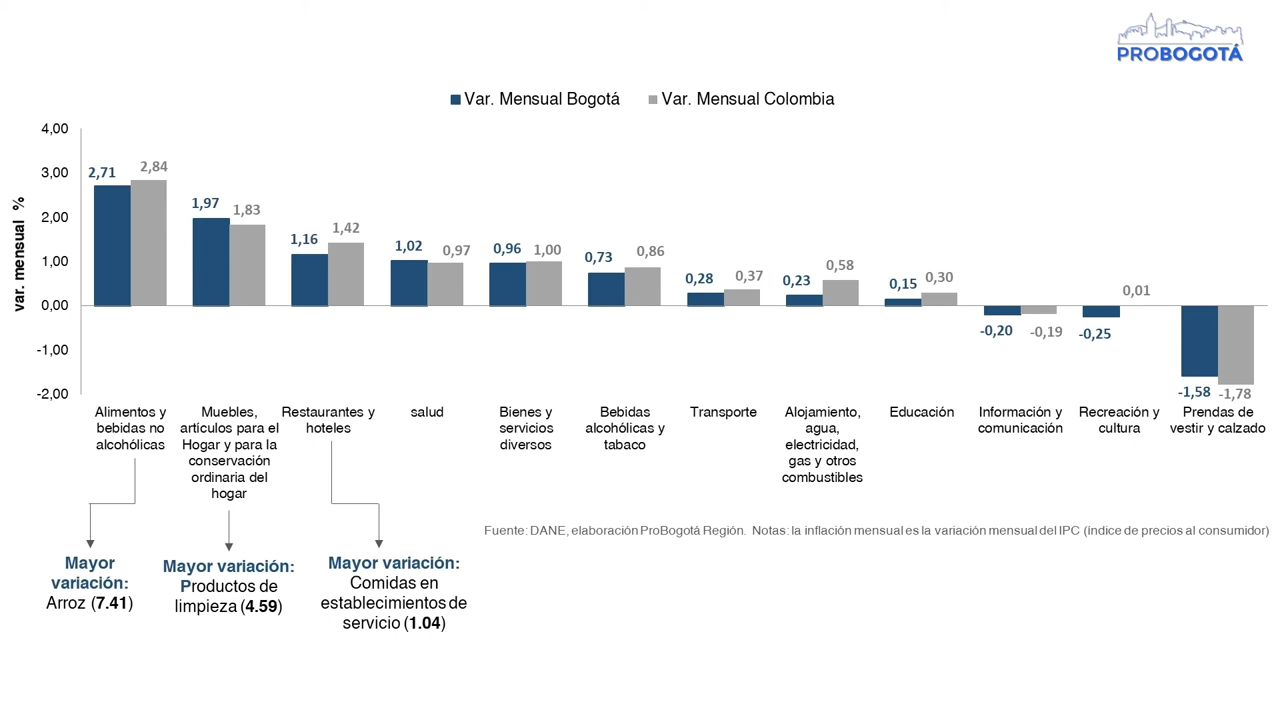 PROBOGOTÁ
Var. Mensual Bogotá
Var. Mensual Colombia
var. mensual %
4,00
3,00
2,00
1,00
0,00
-1,00
-2,00
2,71
2,84
1,97
1,83
1,16
1,42
1,02
0,97
0,96
1,00
0,73
0,86
0,28
0,37
0,23
0,58
0,15
0,30
-0,20
-0,19
-0,25
0,01
-1,58
-1,78
Alimentos y
bebidas no
alcohólicas
Muebles,
artículos para el
Hogar y para la
conservación
ordinaria del
hogar
Restaurantes y
hoteles
salud
Bienes y
servicios
diversos
Bebidas
alcohólicas y
tabaco
Transporte
Alojamiento,
agua,
electricidad,
gas y otros
combustibles
Educación
Información y
comunicación
Recreación y
cultura
Prendas de
vestir y calzado
Fuente: DANE, elaboración ProBogotá Región. Notas: la inflación mensual es la variación mensual del IPC (índice de precios al consumidor)
Mayor
variación:
Arroz (7.41)
Mayor variación:
Productos de
limpieza (4.59)
Mayor variación:
Comidas en
establecimientos de
servicio (1.04)